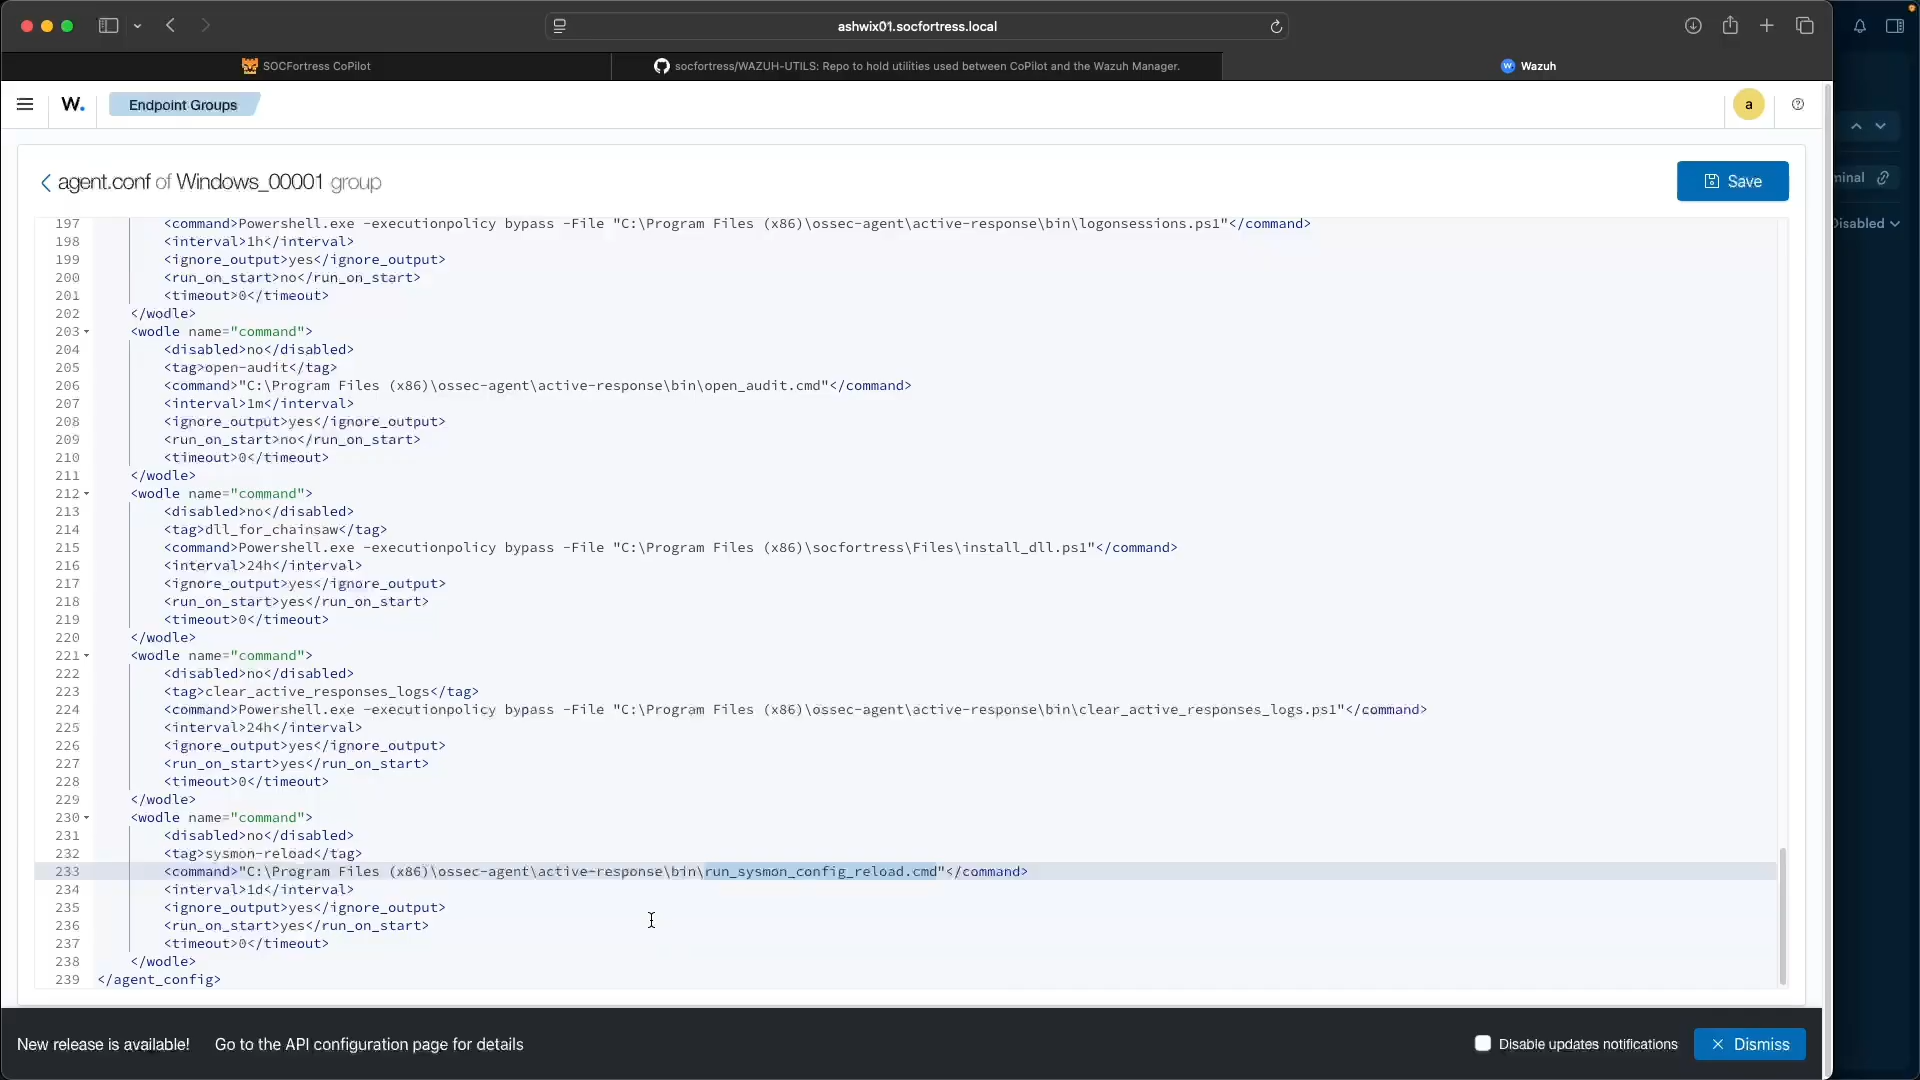 ashwix01.socfortress.local
SOCFortress CoPilot
socfortress/WAZUH-UTILS: Repo to hold utilities used between CoPilot and the Wazuh Manager.
Wazuh
W.
Endpoint Groups
a
agent.conf of Windows_00001 group
Save
Disabled
197 <command>Powershell.exe -executionpolicy bypass -File "C:\Program Files (x86)\ossec-agent\active-response\bin\logonsessions.ps1"</command>
198 <interval>1h</interval>
199 <ignore_output>yes</ignore_output>
200 <run_on_start>no</run_on_start>
201 <timeout>0</timeout>
202 </wodle>
203 <wodle name="command">
204 <disabled>no</disabled>
205 <tag>open-audit</tag>
206 <command>"C:\Program Files (x86)\ossec-agent\active-response\bin\open_audit.cmd"</command>
207 <interval>1m</interval>
208 <ignore_output>yes</ignore_output>
209 <run_on_start>no</run_on_start>
210 <timeout>0</timeout>
211 </wodle>
212 <wodle name="command">
213 <disabled>no</disabled>
214 <tag>dll_for_chainsaw</tag>
215 <command>Powershell.exe -executionpolicy bypass -File "C:\Program Files (x86)\socfortress\Files\install_dll.ps1"</command>
216 <interval>24h</interval>
217 <ignore_output>yes</ignore_output>
218 <run_on_start>yes</run_on_start>
219 <timeout>0</timeout>
220 </wodle>
221 <wodle name="command">
222 <disabled>no</disabled>
223 <tag>clear_active_responses_logs</tag>
224 <command>Powershell.exe -executionpolicy bypass -File "C:\Program Files (x86)\ossec-agent\active-response\bin\clear_active_responses_logs.ps1"</command>
225 <interval>24h</interval>
226 <ignore_output>yes</ignore_output>
227 <run_on_start>yes</run_on_start>
228 <timeout>0</timeout>
229 </wodle>
230 <wodle name="command">
231 <disabled>no</disabled>
232 <tag>sysmon-reload</tag>
233 <command>"C:\Program Files (x86)\ossec-agent\active-response\bin\run_sysmon_config_reload.cmd"</command>
234 <interval>1d</interval>
235 <ignore_output>yes</ignore_output>
236 <run_on_start>yes</run_on_start>
237 <timeout>0</timeout>
238 </wodle>
239 </agent_config>
New release is available! Go to the API configuration page for details
Disable updates notifications
Dismiss